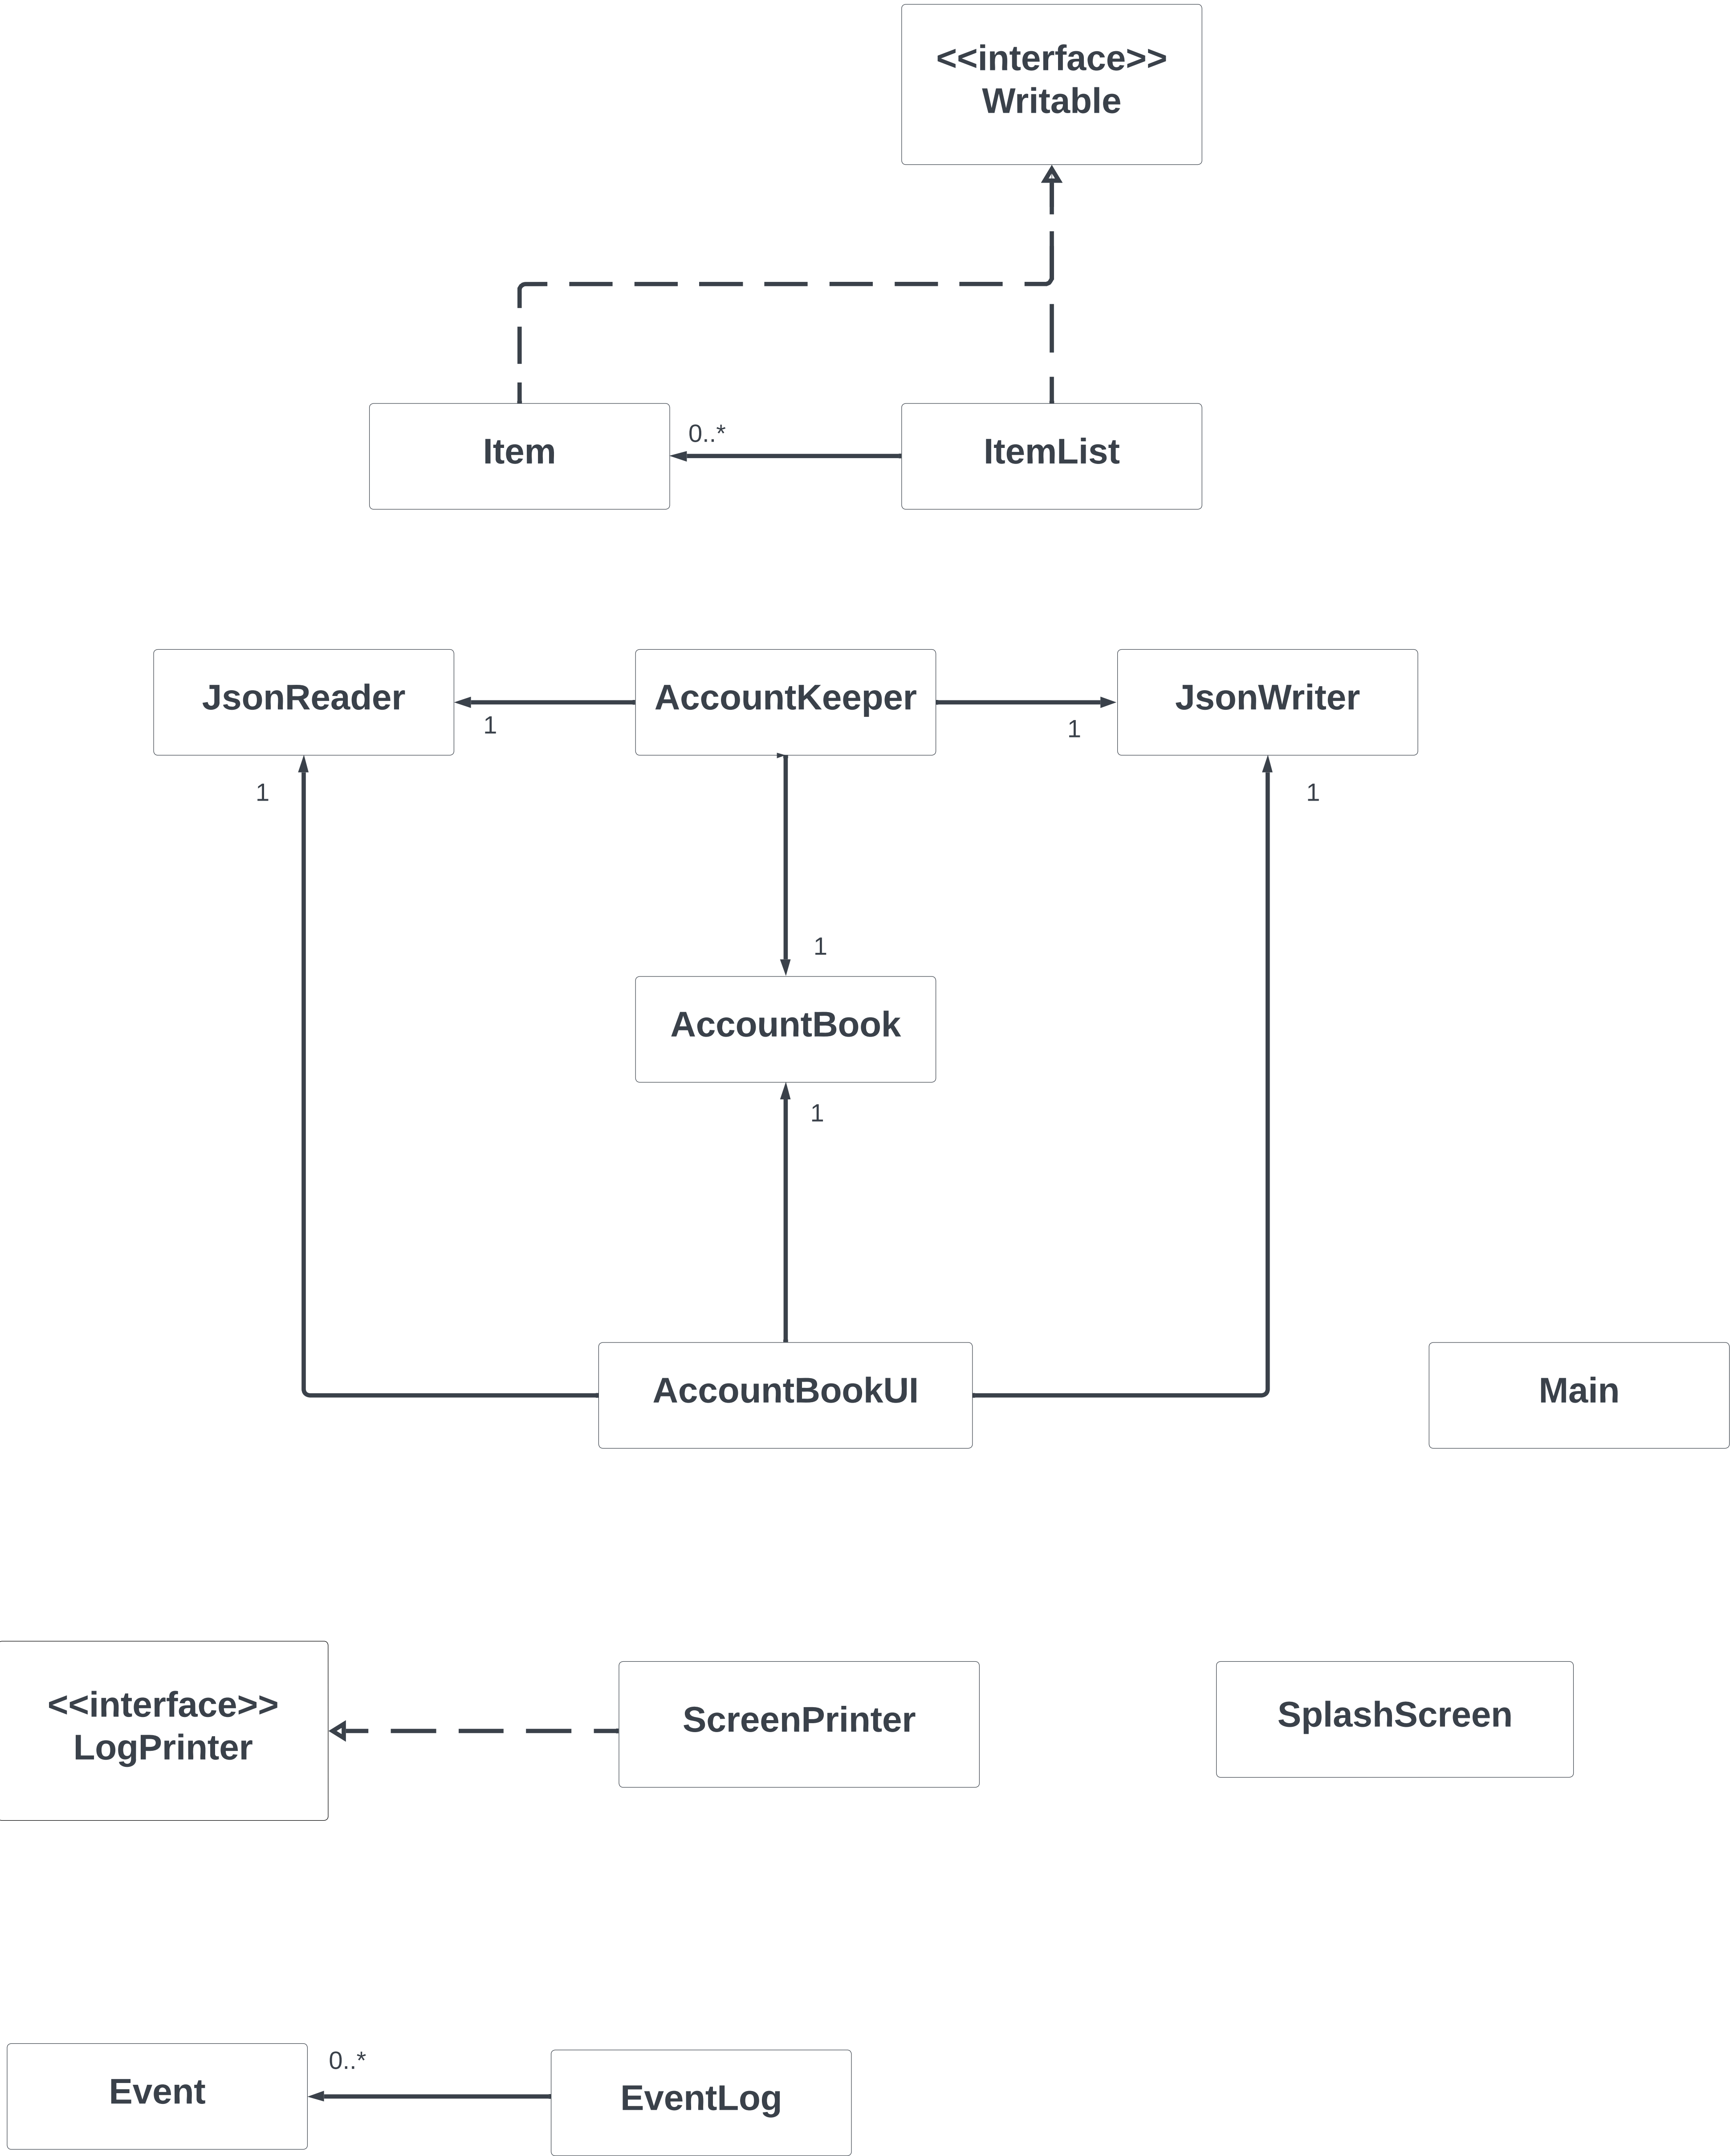 <<interface>>
Writable
Item
0..*
ItemList
JsonReader
AccountKeeper
JsonWriter
1
1
1
1
1
AccountBook
1
AccountBookUI
Main
<<interface>>
LogPrinter
ScreenPrinter
SplashScreen
Event
0..*
EventLog